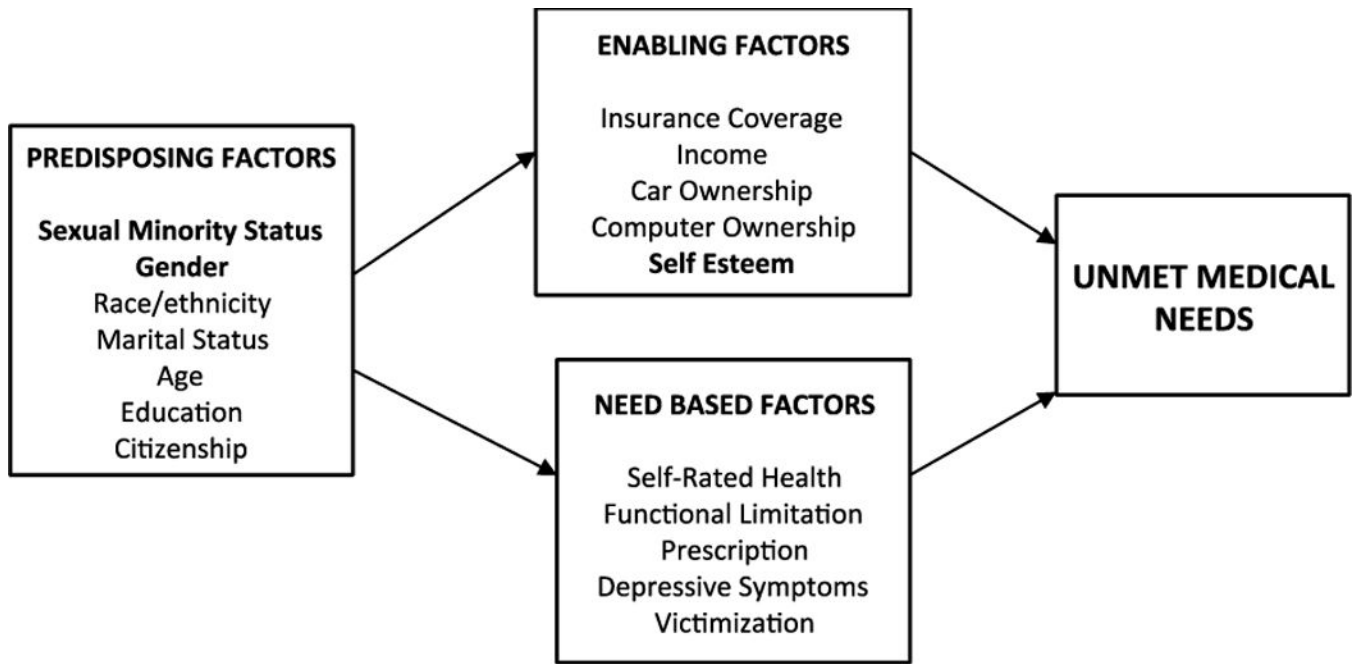 PREDISPOSING FACTORS
Sexual Minority Status
Gender
Race/ethnicity
Marital Status
Age
Education
Citizenship
ENABLING FACTORS
Insurance Coverage
Income
Car Ownership
Computer Ownership
Self Esteem
NEED BASED FACTORS
Self-Rated Health
Functional Limitation
Prescription
Depressive Symptoms
Victimization
UNMET MEDICAL
NEEDS